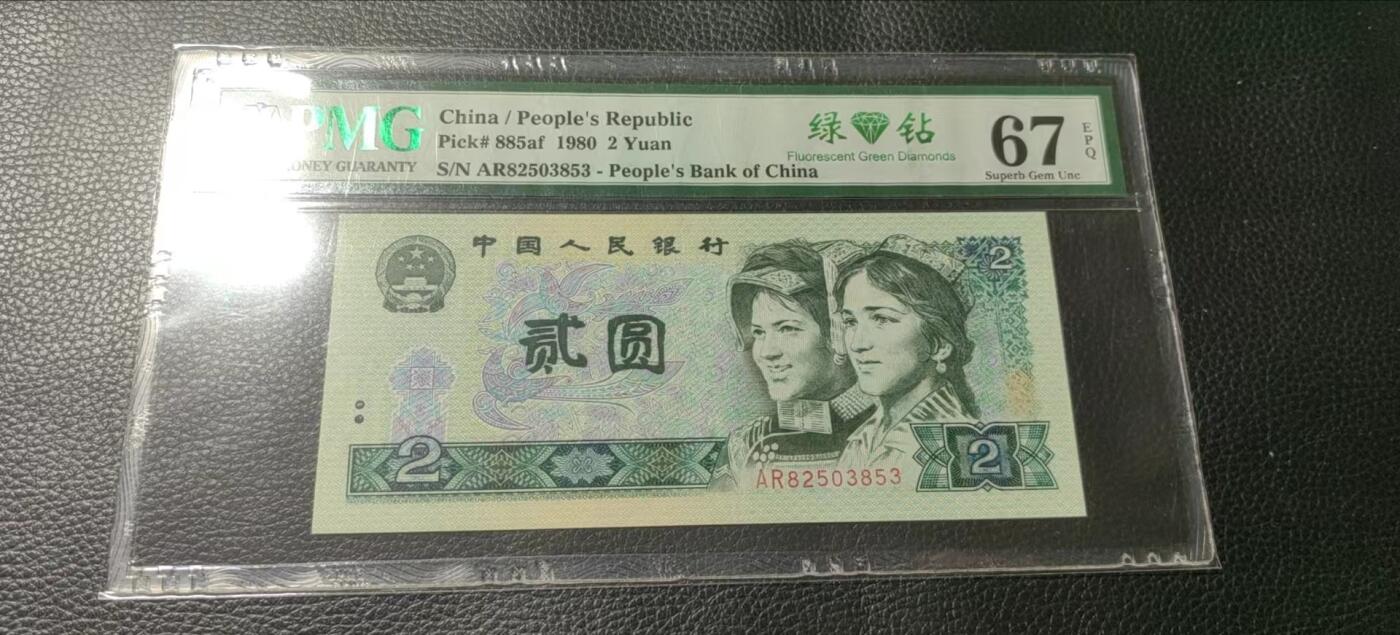 PMG
MONEY GUARANTY
China / People's Republic
Pick# 885af 1980 2 Yuan
S/N AR82503853 - People's Bank of China
绿 钻
Fluorescent Green Diamonds
67
EPQ
Superb Gem Unc
中国人民银行
2
贰圆
2
AR82503853
2